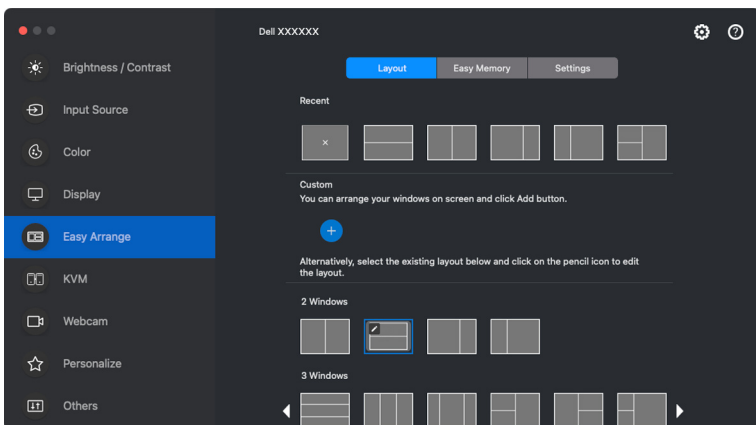 Dell XXXXXX
Brightness / Contrast
Input Source
Color
Display
Easy Arrange
KVM
Webcam
Personalize
Others
Layout
Easy Memory
Settings
Recent
Custom
You can arrange your windows on screen and click Add button.
Alternatively, select the existing layout below and click on the pencil icon to edit
the layout.
2 Windows
3 Windows